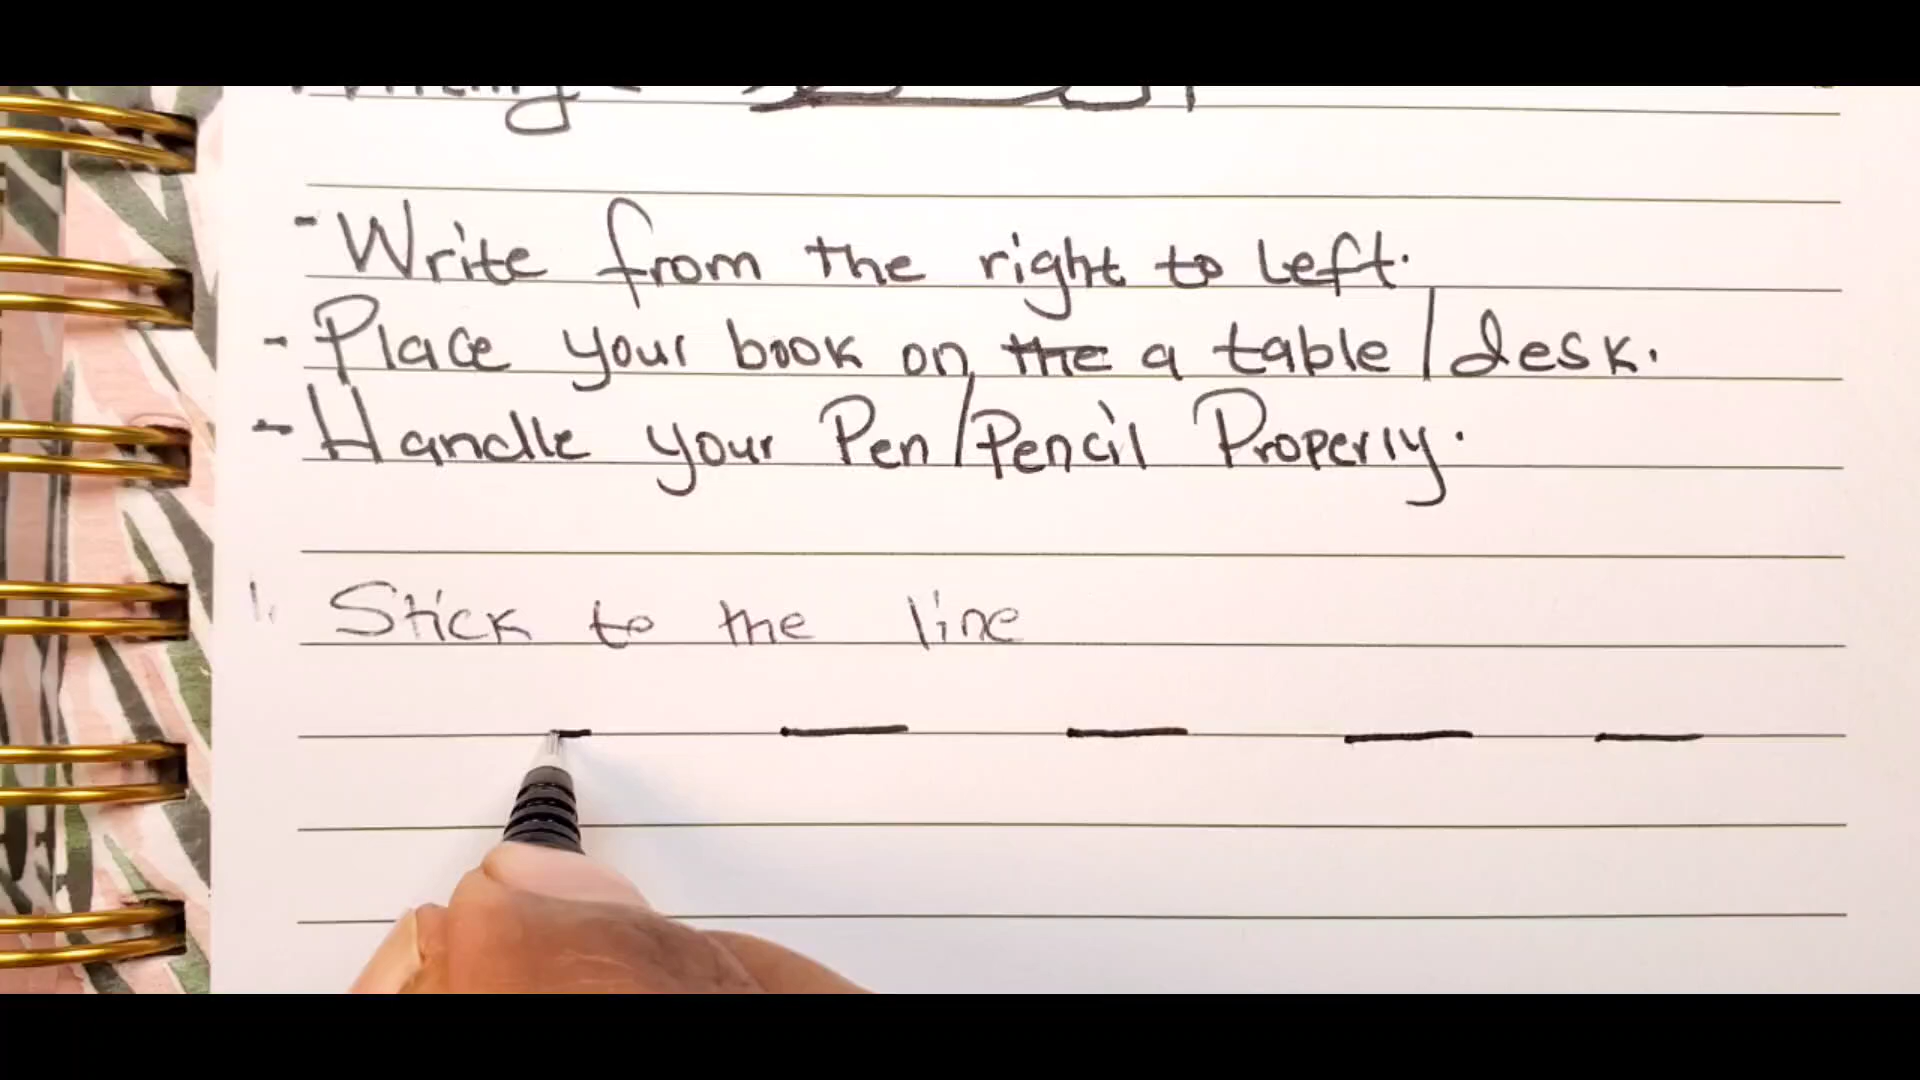 - Write from the right to left.
- Place your book on the a table/desk.
- Handle your Pen/Pencil Properly.
1. Stick to the line